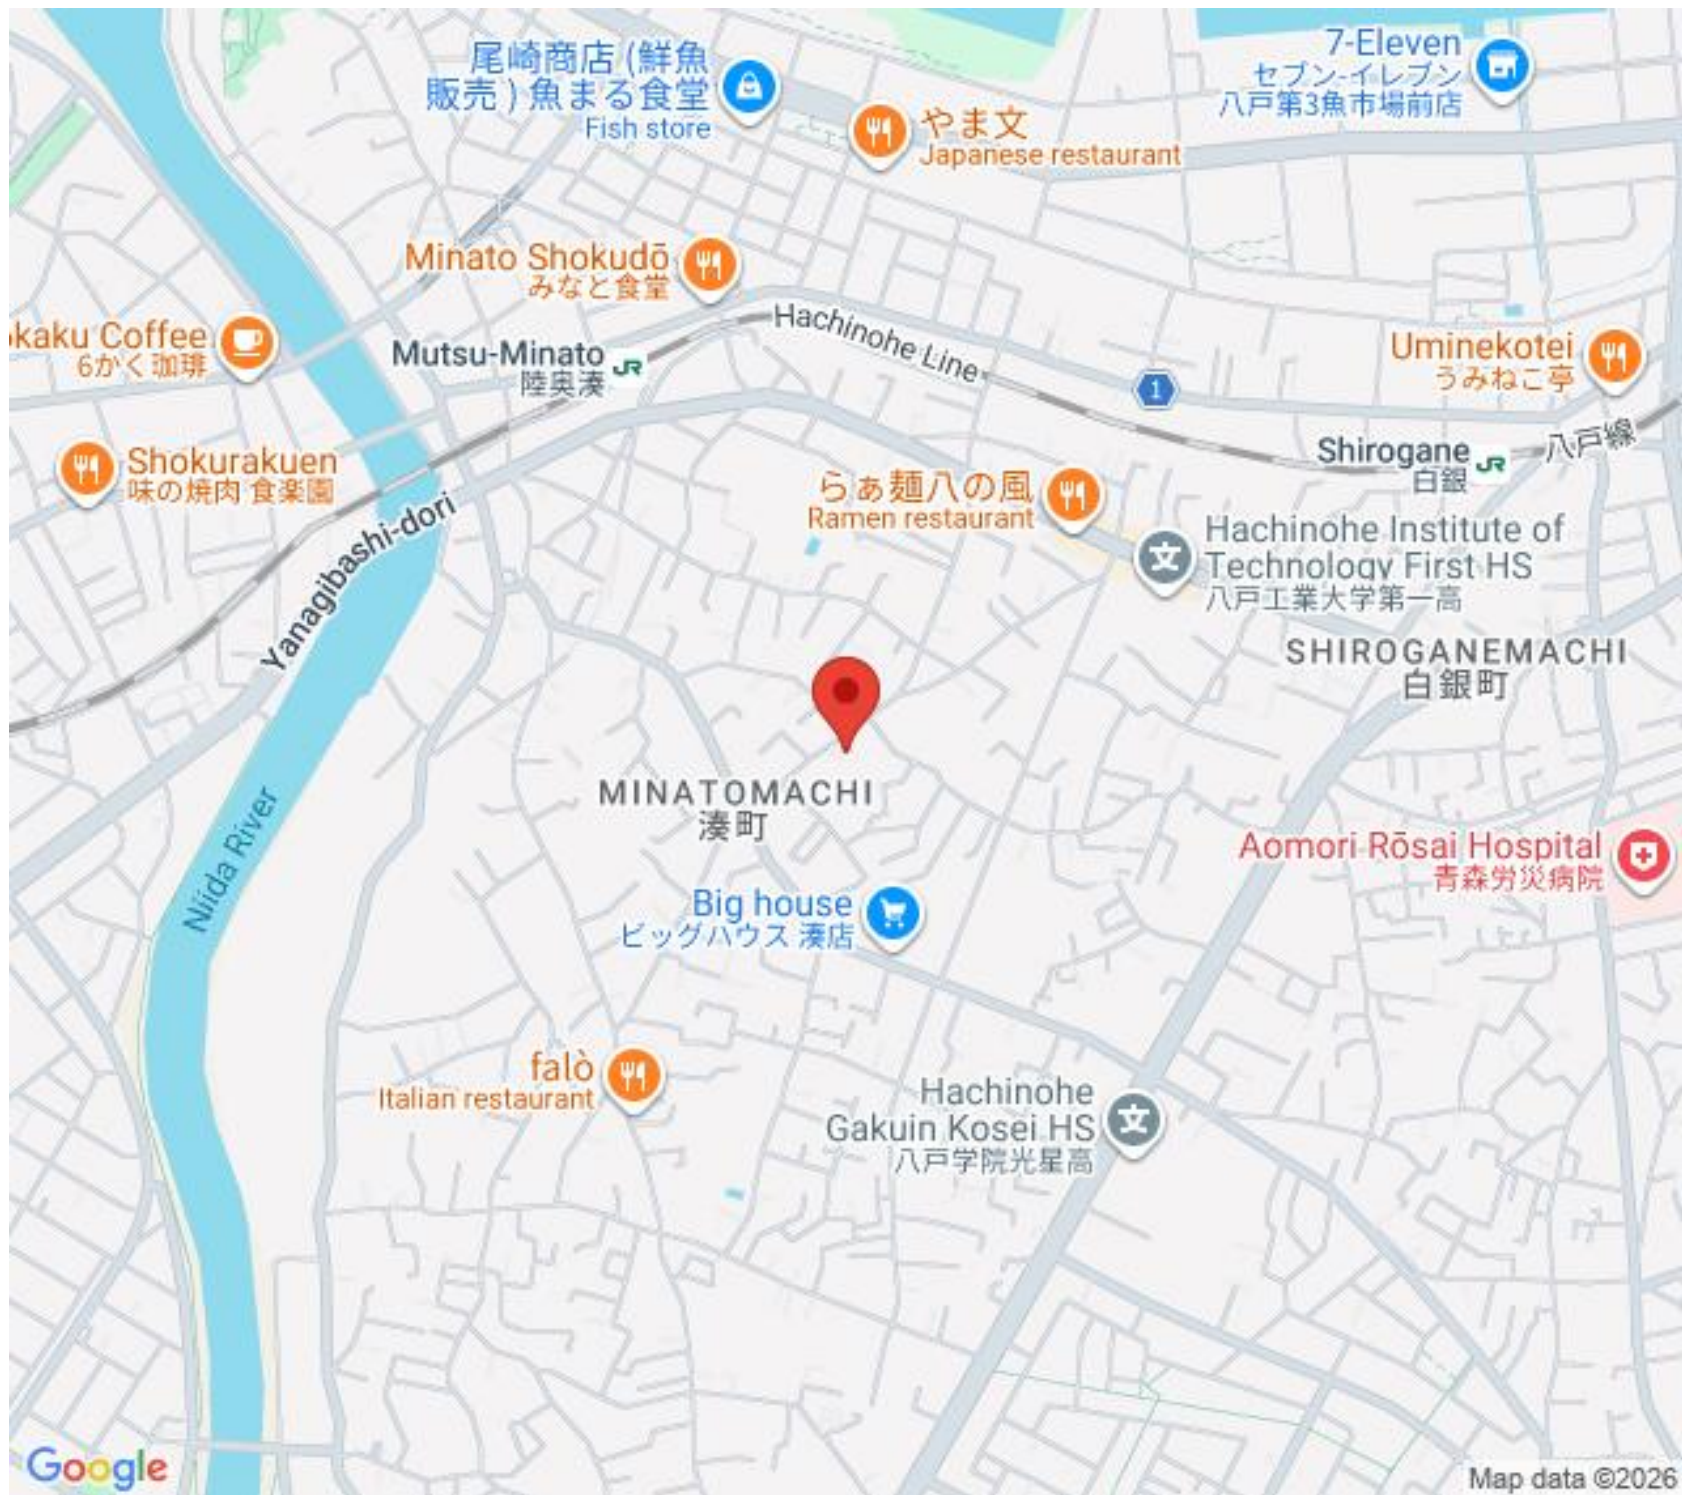 尾崎商店 (鮮魚
販売 ) 魚まる食堂
Fish store
7-Eleven
セブン-イレブン
八戸第3魚市場前店
やま文
Japanese restaurant
Minato Shokudō
みなと食堂
okaku Coffee
6かく珈琲
Mutsu-Minato
陸奥湊
JR
Hachinohe Line
1
Uminekotei
うみねこ亭
Shirogane
白銀
JR
八戸線
Shokurakuen
味の焼肉 食楽園
Yanagibashi-dori
らぁ麺八の風
Ramen restaurant
文
Hachinohe Institute of
Technology First HS
八戸工業大学第一高
SHIROGANEMACHI
白銀町
MINATOMACHI
湊町
Niida River
Aomori Rōsai Hospital
青森労災病院
Big house
ビッグハウス 湊店
falò
Italian restaurant
Hachinohe
Gakuin Kosei HS
八戸学院光星高
文
Google
Map data ©2026